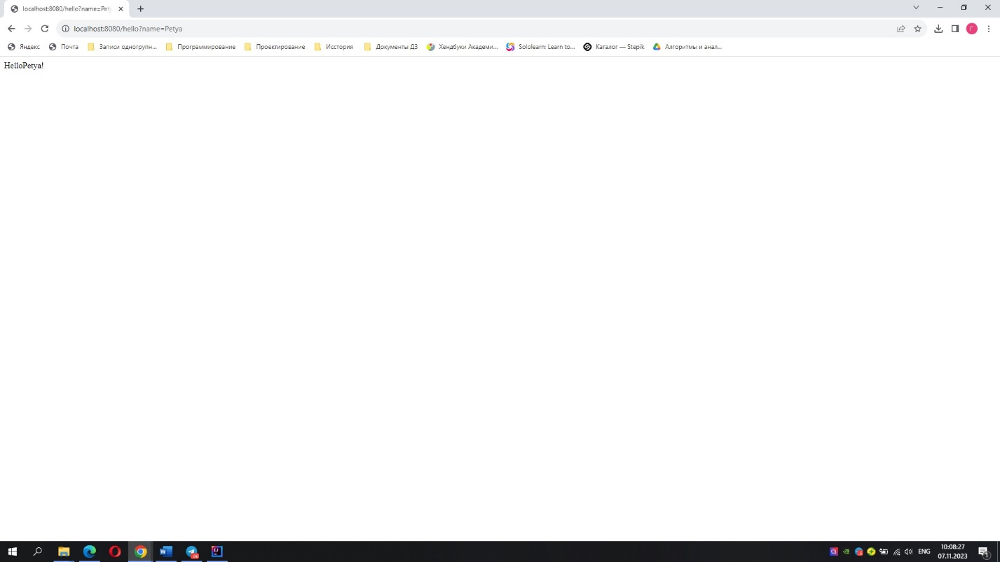 localhost:8080/hello?name=Pet
localhost:8080/hello?name=Petya
Яндекс Почта Записи одногрупн... Программирование Проектирование Исстория Документы ДЗ Хендбуки Академи... Sololearn: Learn to... Каталог — Stepik Алгоритмы и анал...
HelloPetya!
ENG
10:08:27
07.11.2023